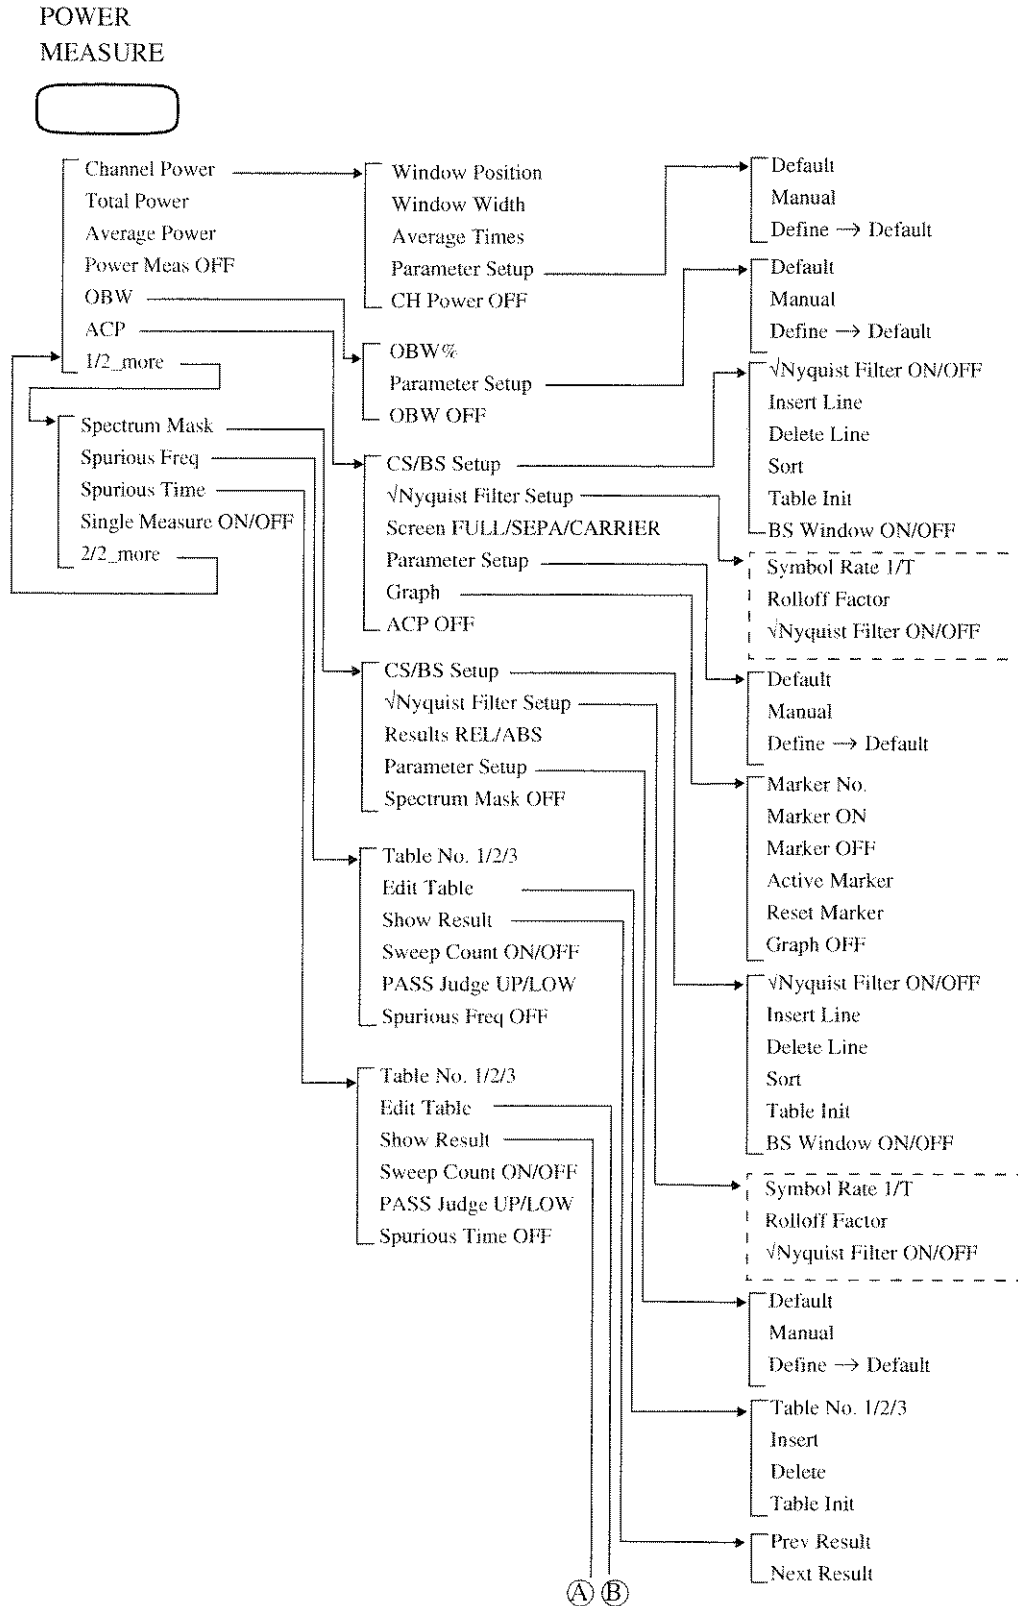 POWER
MEASURE
Channel Power
Total Power
Average Power
Power Meas OFF
OBW
ACP
1/2_more
Spectrum Mask
Spurious Freq
Spurious Time
Single Measure ON/OFF
2/2_more
Window Position
Window Width
Average Times
Parameter Setup
CH Power OFF
OBW%
Parameter Setup
OBW OFF
CS/BS Setup
√Nyquist Filter Setup
Screen FULL/SEPA/CARRIER
Parameter Setup
Graph
ACP OFF
CS/BS Setup
√Nyquist Filter Setup
Results REL/ABS
Parameter Setup
Spectrum Mask OFF
Table No. 1/2/3
Edit Table
Show Result
Sweep Count ON/OFF
PASS Judge UP/LOW
Spurious Freq OFF
Table No. 1/2/3
Edit Table
Show Result
Sweep Count ON/OFF
PASS Judge UP/LOW
Spurious Time OFF
Default
Manual
Define → Default
Default
Manual
Define → Default
√Nyquist Filter ON/OFF
Insert Line
Delete Line
Sort
Table Init
BS Window ON/OFF
Symbol Rate 1/T
Rolloff Factor
√Nyquist Filter ON/OFF
Default
Manual
Define → Default
Marker No.
Marker ON
Marker OFF
Active Marker
Reset Marker
Graph OFF
√Nyquist Filter ON/OFF
Insert Line
Delete Line
Sort
Table Init
BS Window ON/OFF
Symbol Rate 1/T
Rolloff Factor
√Nyquist Filter ON/OFF
Default
Manual
Define → Default
Table No. 1/2/3
Insert
Delete
Table Init
Prev Result
Next Result
Ⓐ Ⓑ